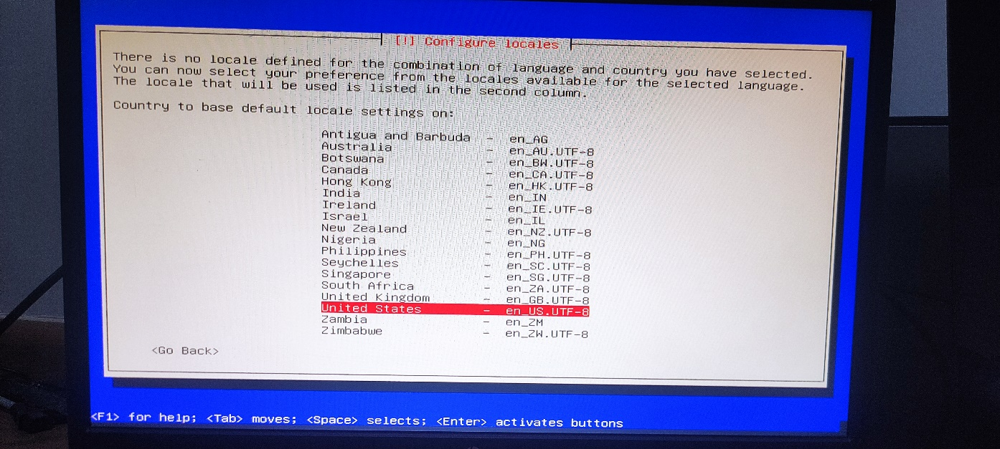 [!] Configure locales
There is no locale defined for the combination of language and country you have selected.
You can now select your preference from the locales available for the selected language.
The locale that will be used is listed in the second column.
Country to base default locale settings on:
Antigua and Barbuda - en_AG
Australia - en_AU.UTF-8
Botswana - en_BW.UTF-8
Canada - en_CA.UTF-8
Hong Kong - en_HK.UTF-8
India - en_IN
Ireland - en_IE.UTF-8
Israel - en_IL
New Zealand - en_NZ.UTF-8
Nigeria - en_NG
Philippines - en_PH.UTF-8
Seychelles - en_SC.UTF-8
Singapore - en_SG.UTF-8
South Africa - en_ZA.UTF-8
United Kingdom - en_GB.UTF-8
United States - en_US.UTF-8
Zambia - en_ZM
Zimbabwe - en_ZW.UTF-8
<Go Back>
<F1> for help; <Tab> moves; <Space> selects; <Enter> activates buttons